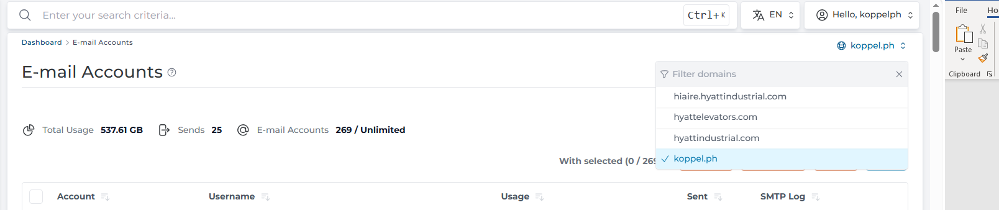 Enter your search criteria...
Ctrl+ K
EN
Hello, koppelph
File
Ho
Dashboard > E-mail Accounts
koppel.ph
Paste
E-mail Accounts
Filter domains
Clipboard
hiaire.hyattindustrial.com
hyattelevators.com
Total Usage 537.61 GB Sends 25 E-mail Accounts 269 / Unlimited
hyattindustrial.com
koppel.ph
With selected (0 / 269
Account Username Usage Sent SMTP Log